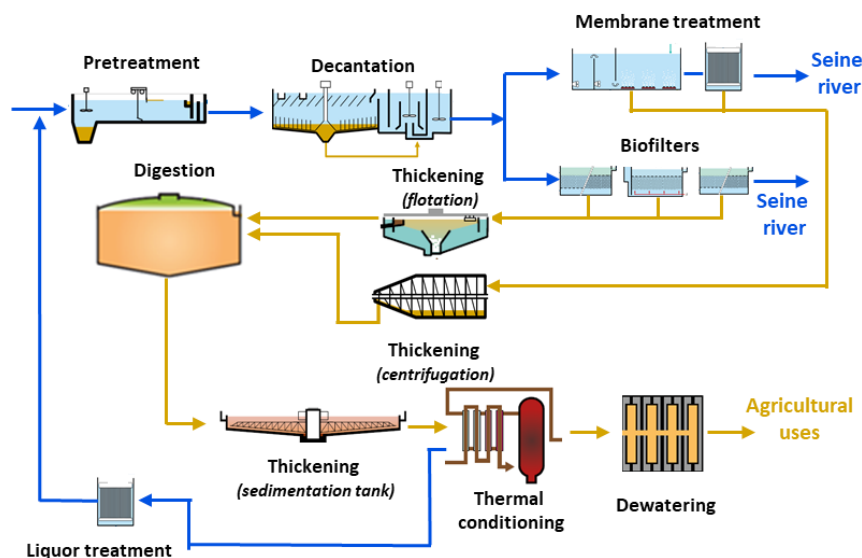 Membrane treatment
Pretreatment
Decantation
Seine
river
Biofilters
Digestion
Thickening
(flotation)
Seine
river
Thickening
(centrifugation)
Agricultural
uses
Thickening
(sedimentation tank)
Thermal
conditioning
Dewatering
Liquor treatment